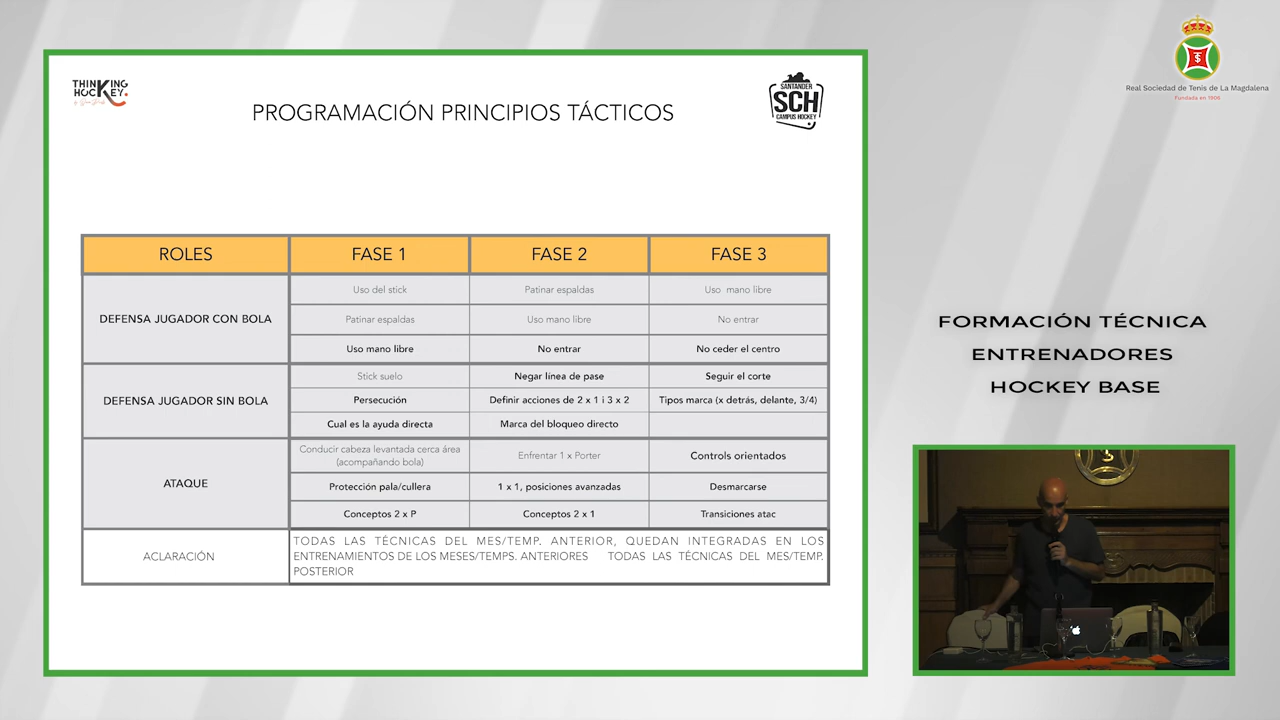 THINKING
HOCKEY.
PROGRAMACIÓN PRINCIPIOS TÁCTICOS
SANTANDER
SCH
CAMPUS HOCKEY
Real Sociedad de Tenis de La Magdalena
Fundada en 1906
ROLES FASE 1 FASE 2 FASE 3
DEFENSA JUGADOR CON BOLA
Uso del stick Patinar espaldas Uso mano libre
Patinar espaldas Uso mano libre No entrar
Uso mano libre No entrar No ceder el centro
DEFENSA JUGADOR SIN BOLA
Stick suelo Negar línea de pase Seguir el corte
Persecución Definir acciones de 2 x 1 i 3 x 2 Tipos marca (x detrás, delante, 3/4)
Cual es la ayuda directa Marca del bloqueo directo
ATAQUE
Conducir cabeza levantada cerca área
(acompañando bola) Enfrentar 1 x Porter Controls orientados
Protección pala/cullera 1 x 1, posiciones avanzadas Desmarcarse
Conceptos 2 x P Conceptos 2 x 1 Transiciones atac
ACLARACIÓN
TODAS LAS TÉCNICAS DEL MES/TEMP. ANTERIOR, QUEDAN INTEGRADAS EN LOS
ENTRENAMIENTOS DE LOS MESES/TEMPS. ANTERIORES TODAS LAS TÉCNICAS DEL MES/TEMP.
POSTERIOR
FORMACIÓN TÉCNICA
ENTRENADORES
HOCKEY BASE